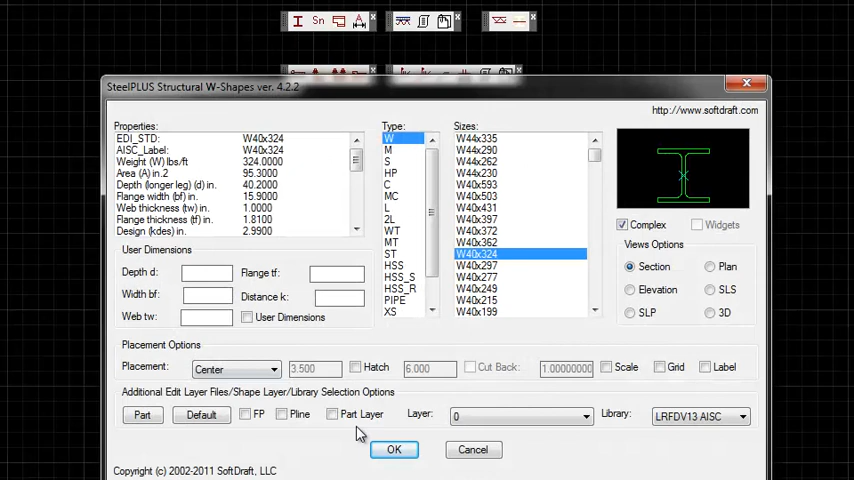 Sn
A
SteelPLUS Structural W-Shapes ver. 4.2.2
http://www.softdraft.com
Properties:
EDI_STD: W40x324
AISC_Label: W40x324
Weight (W) lbs/ft 324.0000
Area (A) in.2 95.3000
Depth (longer leg) (d) in. 40.2000
Flange width (bf) in. 15.9000
Web thickness (tw) in. 1.0000
Flange thickness (tf) in. 1.8100
Design (kdes) in. 2.9900
Type:
W
M
S
HP
C
MC
L
2L
WT
MT
ST
HSS
HSS_S
HSS_R
PIPE
XS
Sizes:
W44x335
W44x290
W44x262
W44x230
W40x593
W40x503
W40x431
W40x397
W40x372
W40x362
W40x324
W40x297
W40x277
W40x249
W40x215
W40x199
Complex Widgets
Views Options
Section Plan
Elevation SLS
SLP 3D
User Dimensions
Depth d: Flange tf:
Width bf: Distance k:
Web tw: User Dimensions
Placement Options
Placement: Center 3.500 Hatch 6.000 Cut Back: 1.00000000 Scale Grid Label
Additional Edit Layer Files/Shape Layer/Library Selection Options
Part Default FP Pline Part Layer Layer: 0 Library: LRFDV13 AISC
OK Cancel
Copyright (c) 2002-2011 SoftDraft, LLC